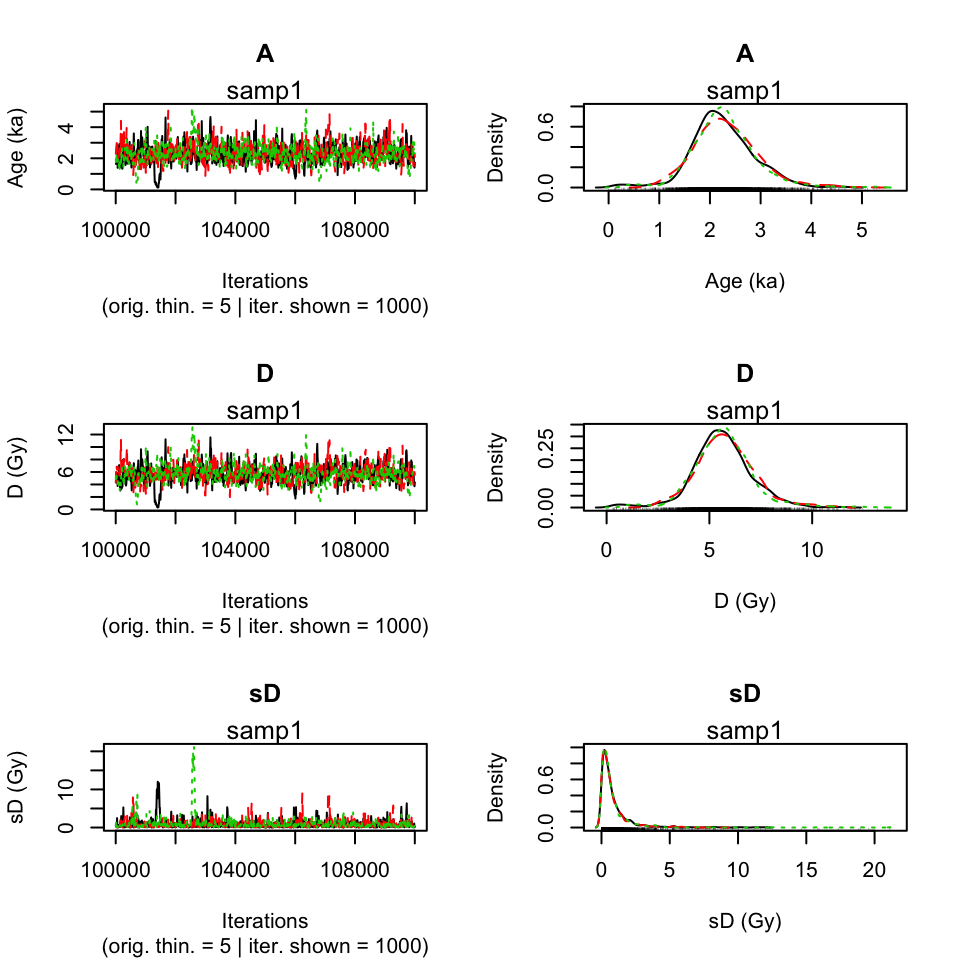 A
samp1
Age (ka)
0 2 4
100000 104000 108000
Iterations
(orig. thin. = 5 | iter. shown = 1000)
A
samp1
Density
0.0 0.6
0 1 2 3 4 5
Age (ka)
D
samp1
D (Gy)
0 6 12
100000 104000 108000
Iterations
(orig. thin. = 5 | iter. shown = 1000)
D
samp1
Density
0.00 0.25
0 5 10
D (Gy)
sD
samp1
sD (Gy)
0 10
100000 104000 108000
Iterations
(orig. thin. = 5 | iter. shown = 1000)
sD
samp1
Density
0.0 0.6
0 5 10 15 20
sD (Gy)